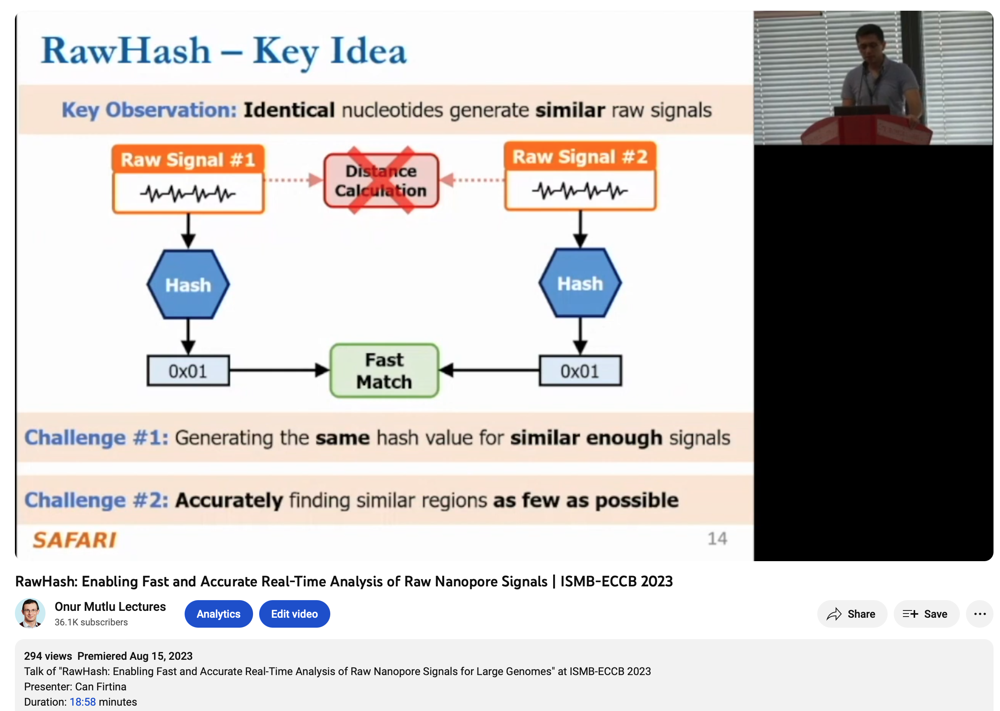 RawHash – Key Idea
Key Observation: Identical nucleotides generate similar raw signals
Raw Signal #1
Distance
Calculation
Raw Signal #2
Hash
Hash
0x01
Fast
Match
0x01
Challenge #1: Generating the same hash value for similar enough signals
Challenge #2: Accurately finding similar regions as few as possible
SAFARI
14
RawHash: Enabling Fast and Accurate Real-Time Analysis of Raw Nanopore Signals | ISMB-ECCB 2023
Onur Mutlu Lectures
36.1K subscribers
Analytics
Edit video
Share
Save
294 views Premiered Aug 15, 2023
Talk of "RawHash: Enabling Fast and Accurate Real-Time Analysis of Raw Nanopore Signals for Large Genomes" at ISMB-ECCB 2023
Presenter: Can Firtina
Duration: 18:58 minutes